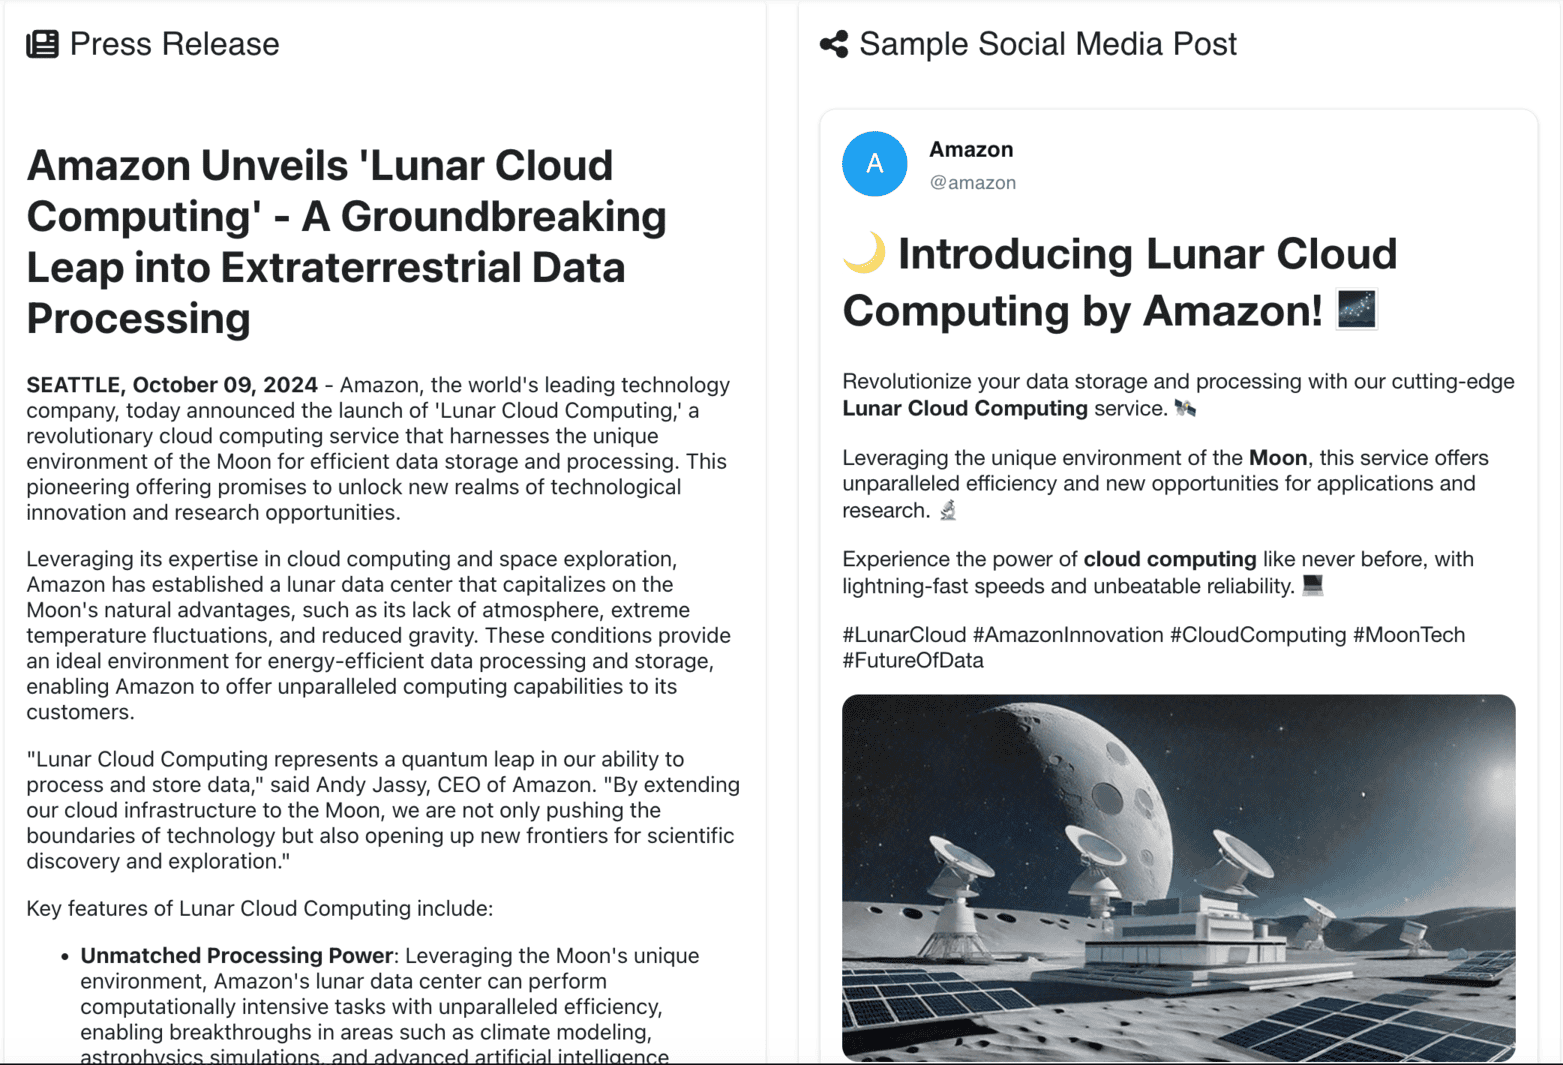 Press Release
Amazon Unveils 'Lunar Cloud
Computing' - A Groundbreaking
Leap into Extraterrestrial Data
Processing
SEATTLE, October 09, 2024 - Amazon, the world's leading technology
company, today announced the launch of 'Lunar Cloud Computing,' a
revolutionary cloud computing service that harnesses the unique
environment of the Moon for efficient data storage and processing. This
pioneering offering promises to unlock new realms of technological
innovation and research opportunities.
Leveraging its expertise in cloud computing and space exploration,
Amazon has established a lunar data center that capitalizes on the
Moon's natural advantages, such as its lack of atmosphere, extreme
temperature fluctuations, and reduced gravity. These conditions provide
an ideal environment for energy-efficient data processing and storage,
enabling Amazon to offer unparalleled computing capabilities to its
customers.
"Lunar Cloud Computing represents a quantum leap in our ability to
process and store data," said Andy Jassy, CEO of Amazon. "By extending
our cloud infrastructure to the Moon, we are not only pushing the
boundaries of technology but also opening up new frontiers for scientific
discovery and exploration."
Key features of Lunar Cloud Computing include:
• Unmatched Processing Power: Leveraging the Moon's unique
environment, Amazon's lunar data center can perform
computationally intensive tasks with unparalleled efficiency,
enabling breakthroughs in areas such as climate modeling,
astrophysics simulations, and advanced artificial intelligence
Sample Social Media Post
A
Amazon
@amazon
🌙 Introducing Lunar Cloud
Computing by Amazon! 🌌
Revolutionize your data storage and processing with our cutting-edge
Lunar Cloud Computing service. 🛰️
Leveraging the unique environment of the Moon, this service offers
unparalleled efficiency and new opportunities for applications and
research. 🔬
Experience the power of cloud computing like never before, with
lightning-fast speeds and unbeatable reliability. 💻
#LunarCloud #AmazonInnovation #CloudComputing #MoonTech
#FutureOfData